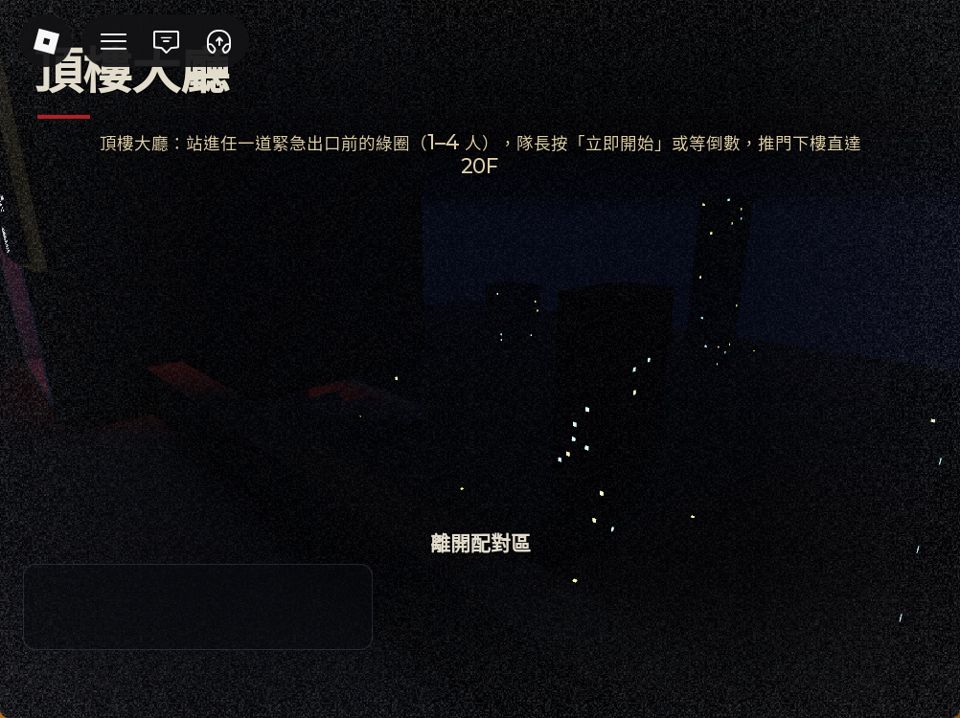 頂樓大廳
頂樓大廳：站進任一道緊急出口前的綠圈（1–4 人），隊長按「立即開始」或等倒數，推門下樓直達
20F
離開配對區